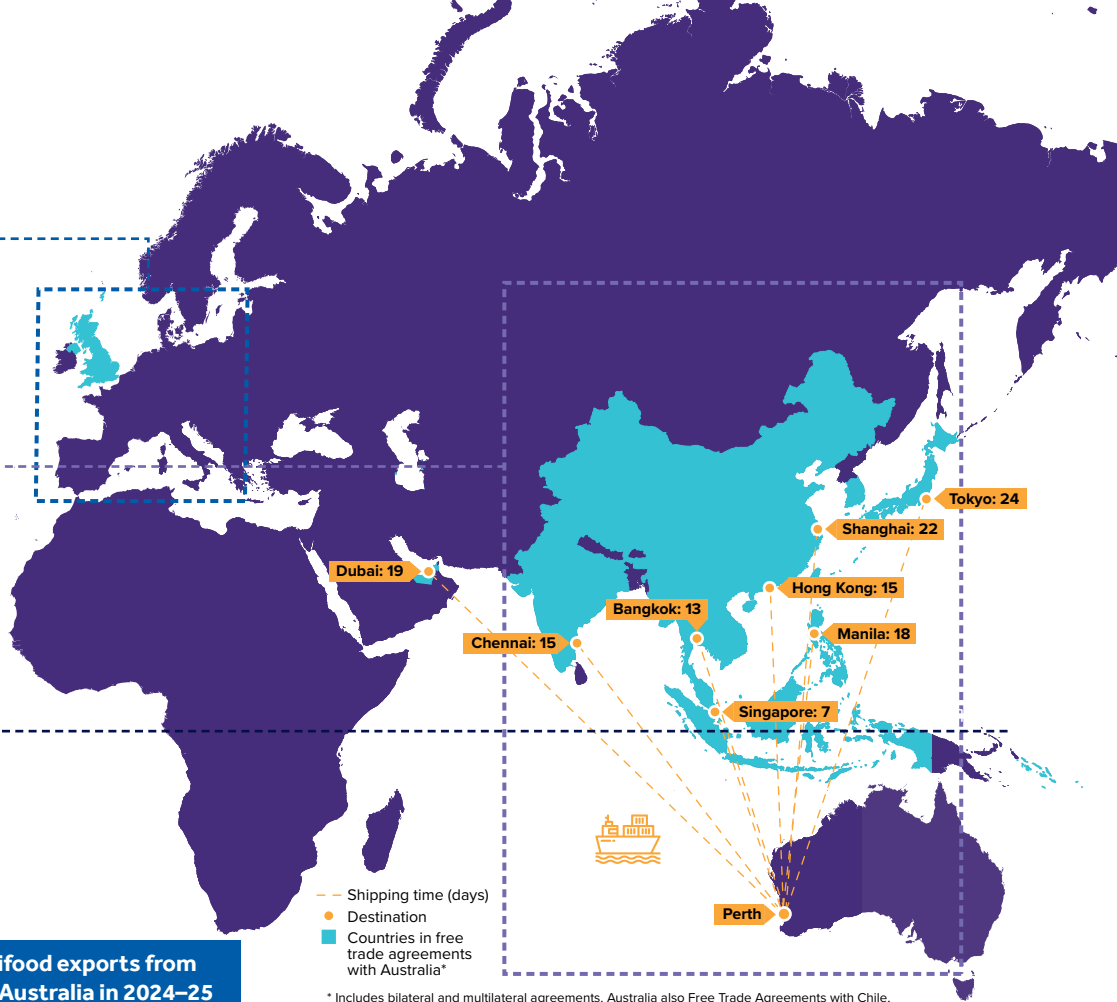 Tokyo: 24
Shanghai: 22
Dubai: 19
Hong Kong: 15
Bangkok: 13
Manila: 18
Chennai: 15
Singapore: 7
Perth
Shipping time (days)
Destination
Countries in free
trade agreements
with Australia*
ifood exports from
Australia in 2024–25
* Includes bilateral and multilateral agreements. Australia also Free Trade Agreements with Chile,